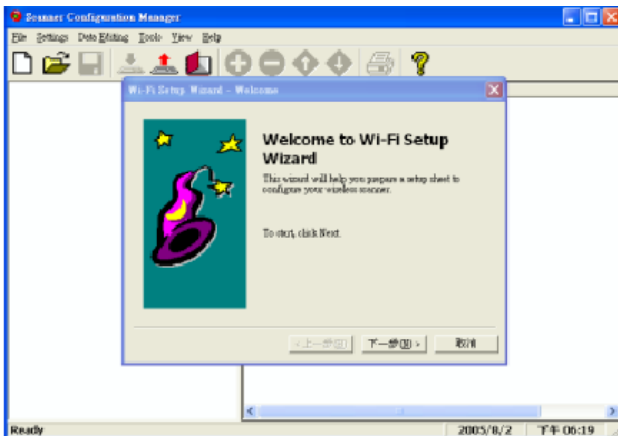 Scanner Configuration Manager
File Settings Data Editing Tools View Help
Wi-Fi Setup Wizard - Welcome
Welcome to Wi-Fi Setup
Wizard
This wizard will help you prepare a setup sheet to
configure your wireless scanner.
To start, click Next.
<上一步(B) 下一步(N) > 取消
Ready 2005/8/2 下午 06:19